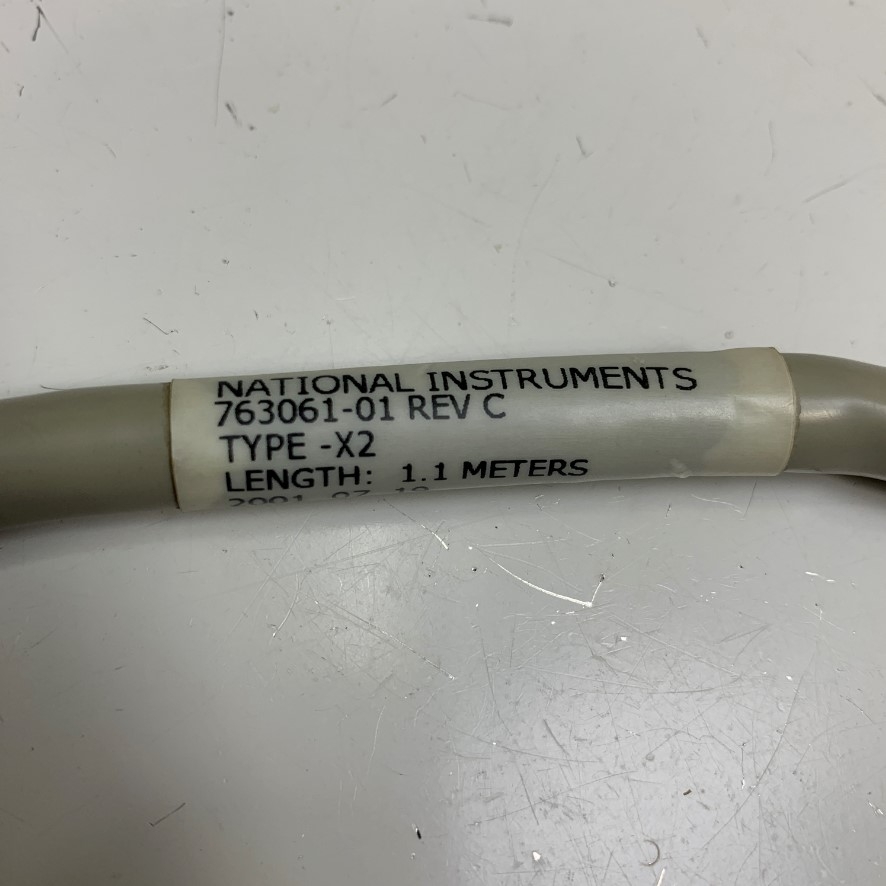 NATIONAL INSTRUMENTS
763061-01 REV C
TYPE -X2
LENGTH: 1.1 METERS